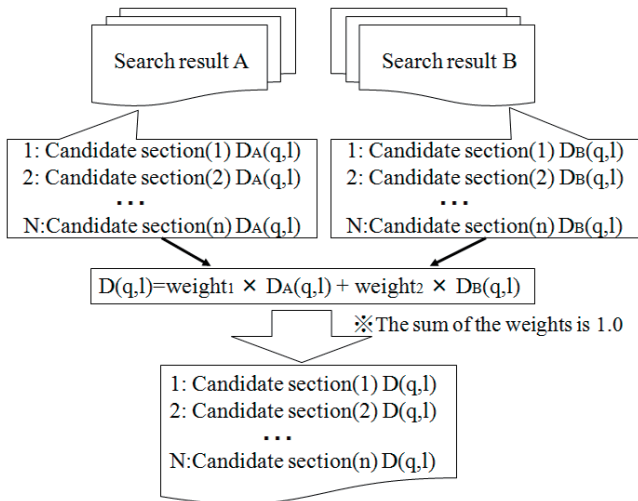 Search result A
Search result B
1: Candidate section(1) DA(q,l)
2: Candidate section(2) DA(q,l)
...
N:Candidate section(n) DA(q,l)
1: Candidate section(1) DB(q,l)
2: Candidate section(2) DB(q,l)
...
N:Candidate section(n) DB(q,l)
D(q,l)=weight1 × DA(q,l) + weight2 × DB(q,l)
※The sum of the weights is 1.0
1: Candidate section(1) D(q,l)
2: Candidate section(2) D(q,l)
...
N:Candidate section(n) D(q,l)